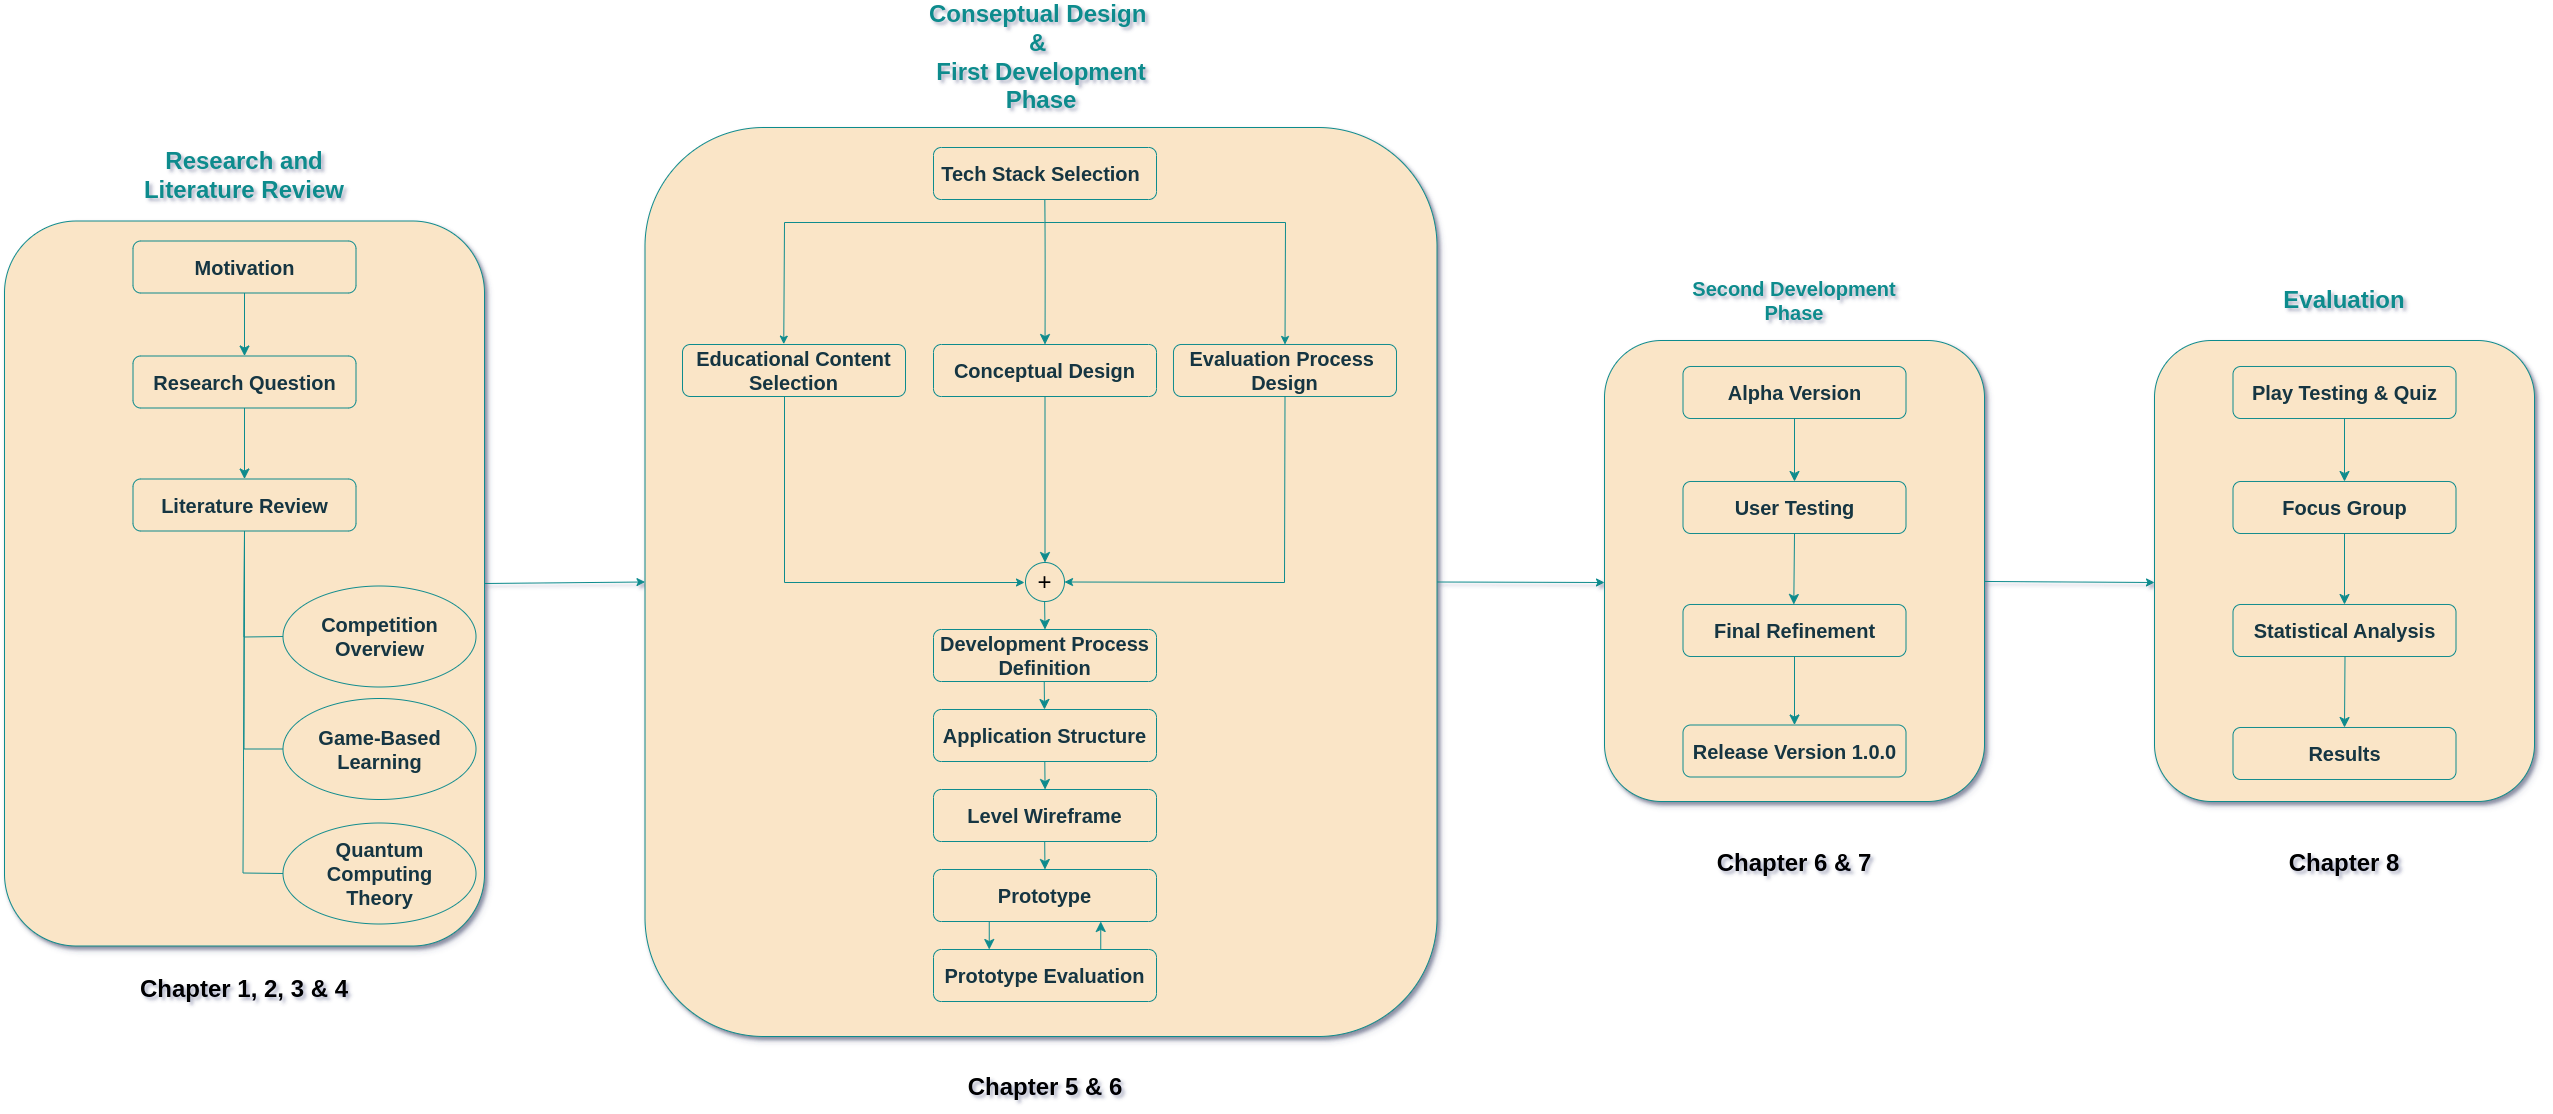 Research and
Literature Review
Motivation
Research Question
Literature Review
Competition
Overview
Game-Based
Learning
Quantum
Computing
Theory
Chapter 1, 2, 3 & 4
Conseptual Design
&
First Development
Phase
Tech Stack Selection
Educational Content
Selection
Conceptual Design
Evaluation Process
Design
+
Development Process
Definition
Application Structure
Level Wireframe
Prototype
Prototype Evaluation
Chapter 5 & 6
Second Development
Phase
Alpha Version
User Testing
Final Refinement
Release Version 1.0.0
Chapter 6 & 7
Evaluation
Play Testing & Quiz
Focus Group
Statistical Analysis
Results
Chapter 8